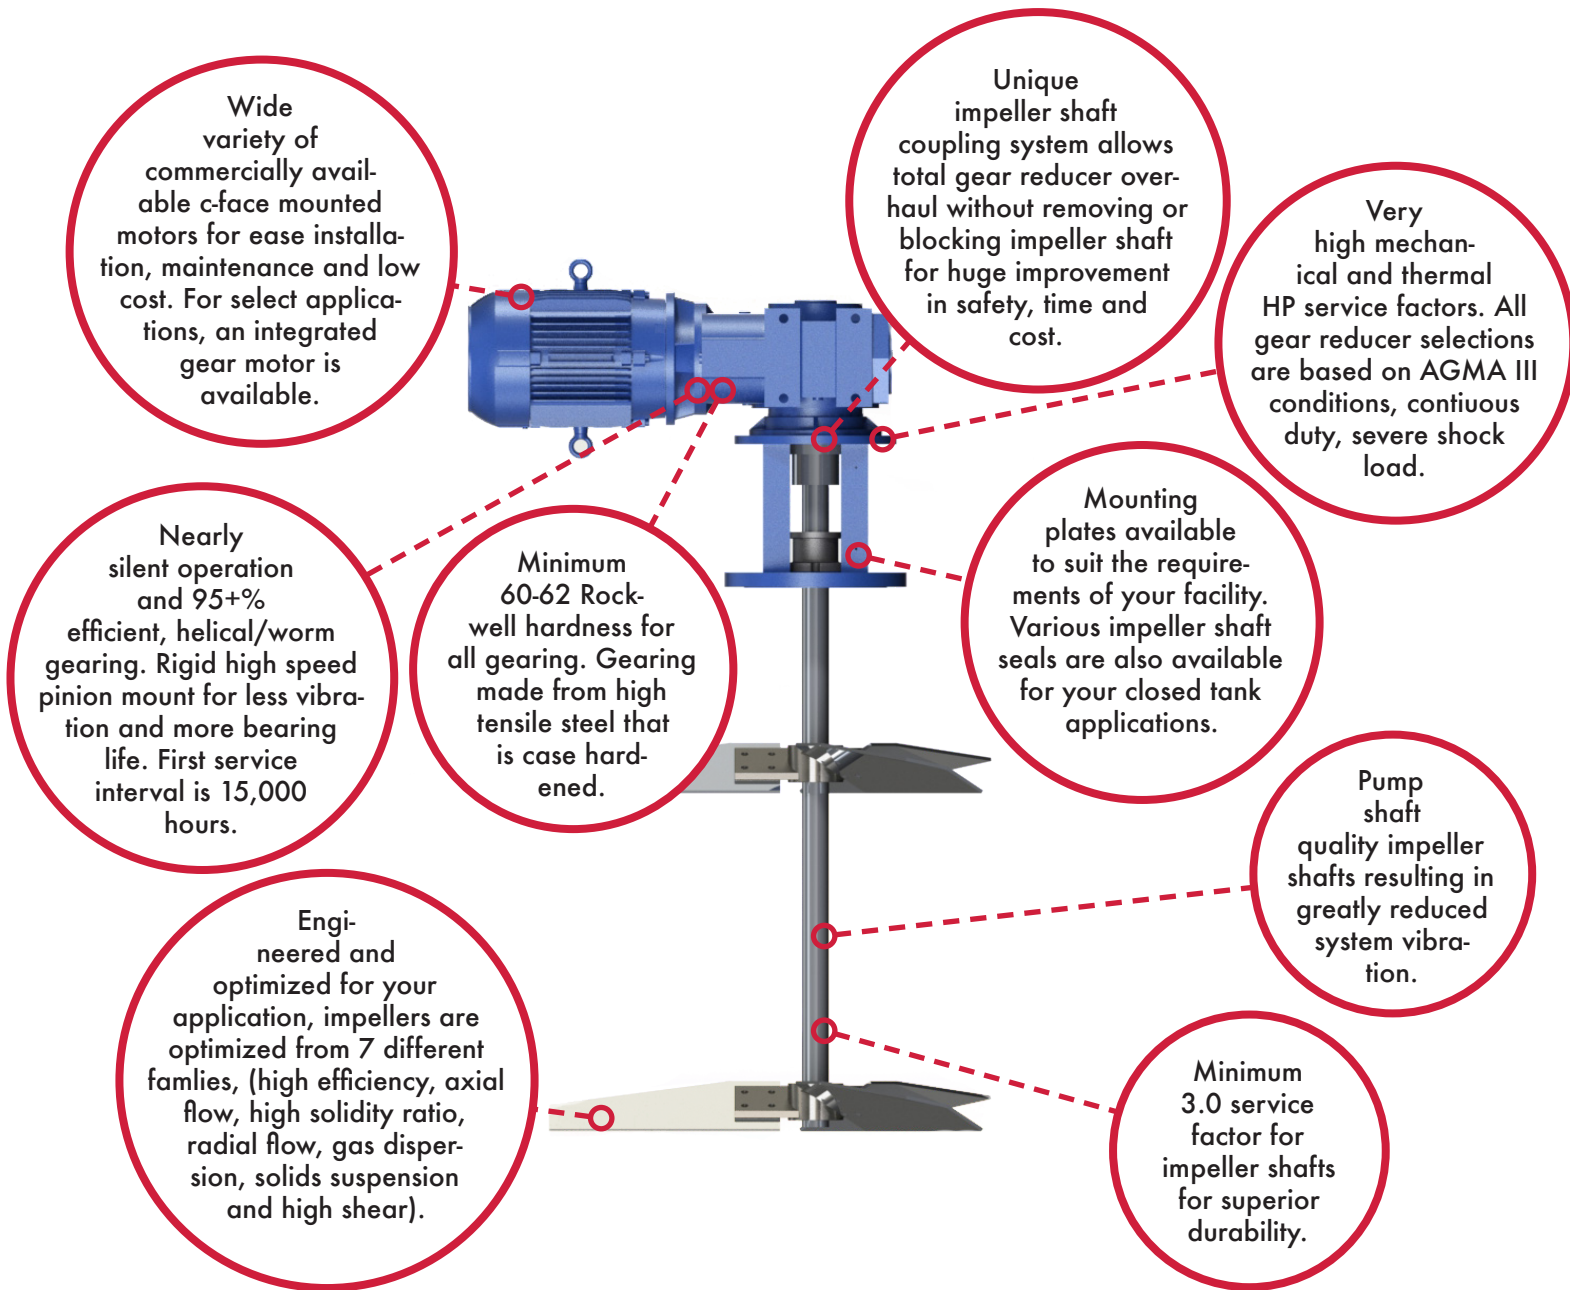 Wide
variety of
commercially avail-
able c-face mounted
motors for ease installa-
tion, maintenance and low
cost. For select applica-
tions, an integrated
gear motor is
available.
Unique
impeller shaft
coupling system allows
total gear reducer over-
haul without removing or
blocking impeller shaft
for huge improvement
in safety, time and
cost.
Very
high mechan-
ical and thermal
HP service factors. All
gear reducer selections
are based on AGMA III
conditions, contiuous
duty, severe shock
load.
Nearly
silent operation
and 95+%
efficient, helical/worm
gearing. Rigid high speed
pinion mount for less vibra-
tion and more bearing
life. First service
interval is 15,000
hours.
Minimum
60-62 Rock-
well hardness for
all gearing. Gearing
made from high
tensile steel that
is case hard-
ened.
Mounting
plates available
to suit the require-
ments of your facility.
Various impeller shaft
seals are also available
for your closed tank
applications.
Pump
shaft
quality impeller
shafts resulting in
greatly reduced
system vibra-
tion.
Engi-
neered and
optimized for your
application, impellers are
optimized from 7 different
famlies, (high efficiency, axial
flow, high solidity ratio,
radial flow, gas disper-
sion, solids suspension
and high shear).
Minimum
3.0 service
factor for
impeller shafts
for superior
durability.